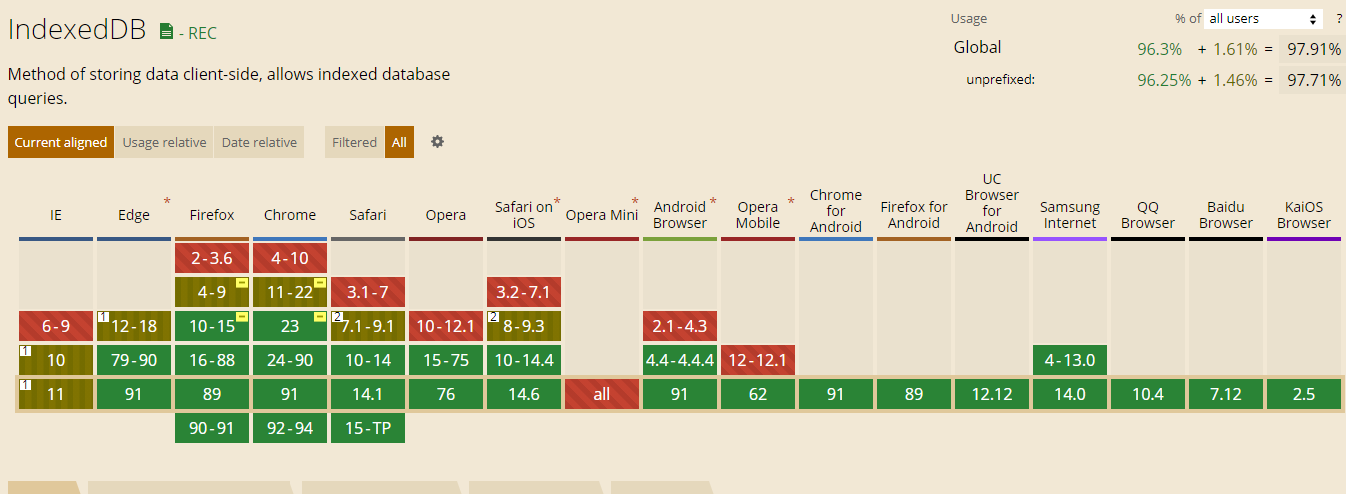 IndexedDB - REC
Usage % of all users ?
Global 96.3% + 1.61% = 97.91%
unprefixed: 96.25% + 1.46% = 97.71%
Method of storing data client-side, allows indexed database
queries.
Current aligned Usage relative Date relative Filtered All
IE
Edge *
Firefox
Chrome
Safari
Opera
Safari on *
iOS
Opera Mini *
Android *
Browser
Opera *
Mobile
Chrome
for
Android
Firefox for
Android
UC
Browser
for
Android
Samsung
Internet
QQ
Browser
Baidu
Browser
KaiOS
Browser
2-3.6 4-10
4-9 11-22 3.1-7 3.2-7.1
6-9 1 12-18 10-15 23 2 7.1-9.1 10-12.1 2 8-9.3 2.1-4.3
1 10 79-90 16-88 24-90 10-14 15-75 10-14.4 4.4-4.4.4 12-12.1 4-13.0
1 11 91 89 91 14.1 76 14.6 all 91 62 91 89 12.12 14.0 10.4 7.12 2.5
90-91 92-94 15-TP